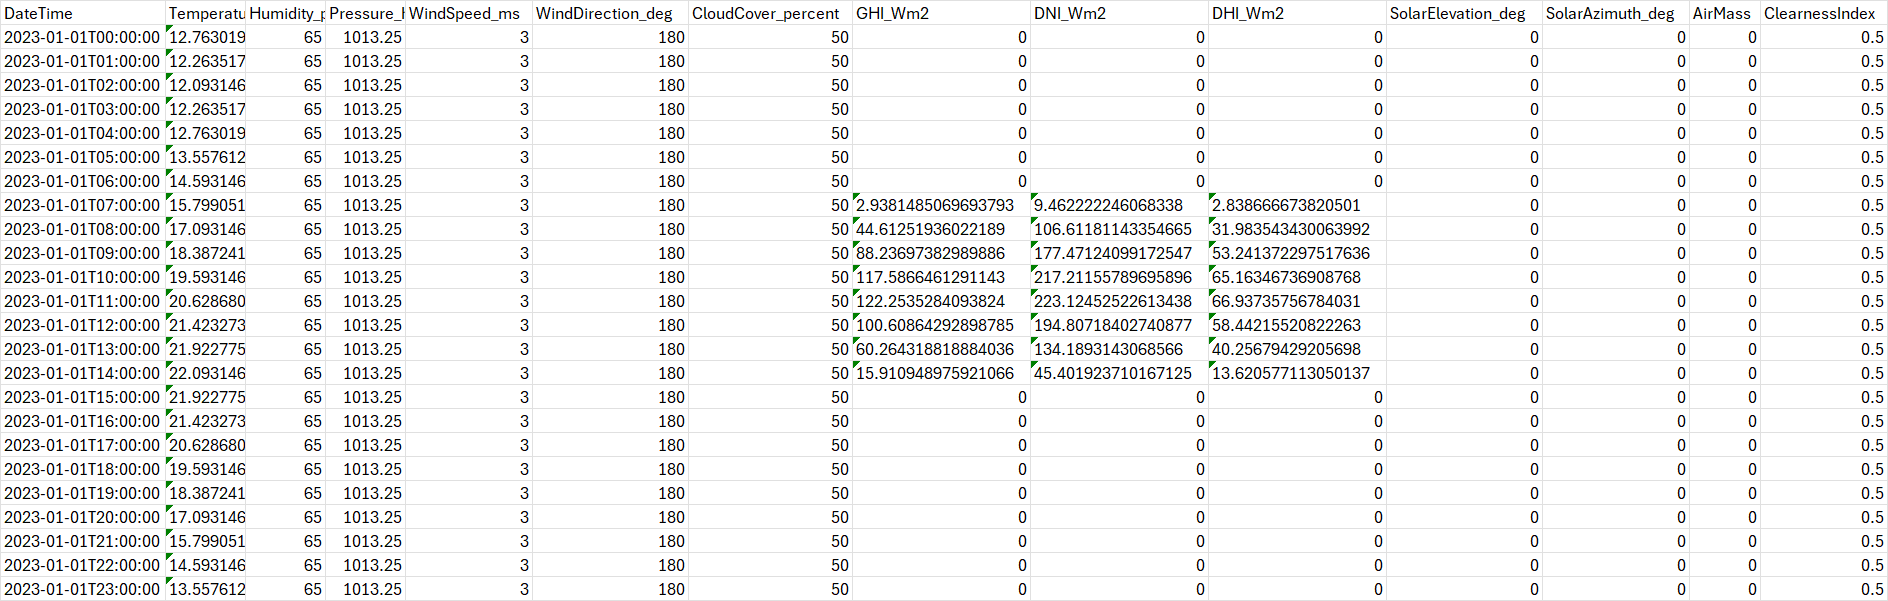 DateTime Temperatu Humidity_p Pressure_h WindSpeed_ms WindDirection_deg CloudCover_percent GHI_Wm2 DNI_Wm2 DHI_Wm2 SolarElevation_deg SolarAzimuth_deg AirMass ClearnessIndex
2023-01-01T00:00:00 12.763019 65 1013.25 3 180 50 0 0 0 0 0 0 0.5
2023-01-01T01:00:00 12.263517 65 1013.25 3 180 50 0 0 0 0 0 0 0.5
2023-01-01T02:00:00 12.093146 65 1013.25 3 180 50 0 0 0 0 0 0 0.5
2023-01-01T03:00:00 12.263517 65 1013.25 3 180 50 0 0 0 0 0 0 0.5
2023-01-01T04:00:00 12.763019 65 1013.25 3 180 50 0 0 0 0 0 0 0.5
2023-01-01T05:00:00 13.557612 65 1013.25 3 180 50 0 0 0 0 0 0 0.5
2023-01-01T06:00:00 14.593146 65 1013.25 3 180 50 0 0 0 0 0 0 0.5
2023-01-01T07:00:00 15.799051 65 1013.25 3 180 50 2.9381485069693793 9.462222246068338 2.838666673820501 0 0 0 0.5
2023-01-01T08:00:00 17.093146 65 1013.25 3 180 50 44.61251936022189 106.61181143354665 31.983543430063992 0 0 0 0.5
2023-01-01T09:00:00 18.387241 65 1013.25 3 180 50 88.23697382989886 177.47124099172547 53.241372297517636 0 0 0 0.5
2023-01-01T10:00:00 19.593146 65 1013.25 3 180 50 117.5866461291143 217.21155789695896 65.16346736908768 0 0 0 0.5
2023-01-01T11:00:00 20.628680 65 1013.25 3 180 50 122.2535284093824 223.12452522613438 66.93735756784031 0 0 0 0.5
2023-01-01T12:00:00 21.423273 65 1013.25 3 180 50 100.60864292898785 194.80718402740877 58.44215520822263 0 0 0 0.5
2023-01-01T13:00:00 21.922775 65 1013.25 3 180 50 60.264318818884036 134.1893143068566 40.25679429205698 0 0 0 0.5
2023-01-01T14:00:00 22.093146 65 1013.25 3 180 50 15.910948975921066 45.401923710167125 13.620577113050137 0 0 0 0.5
2023-01-01T15:00:00 21.922775 65 1013.25 3 180 50 0 0 0 0 0 0 0.5
2023-01-01T16:00:00 21.423273 65 1013.25 3 180 50 0 0 0 0 0 0 0.5
2023-01-01T17:00:00 20.628680 65 1013.25 3 180 50 0 0 0 0 0 0 0.5
2023-01-01T18:00:00 19.593146 65 1013.25 3 180 50 0 0 0 0 0 0 0.5
2023-01-01T19:00:00 18.387241 65 1013.25 3 180 50 0 0 0 0 0 0 0.5
2023-01-01T20:00:00 17.093146 65 1013.25 3 180 50 0 0 0 0 0 0 0.5
2023-01-01T21:00:00 15.799051 65 1013.25 3 180 50 0 0 0 0 0 0 0.5
2023-01-01T22:00:00 14.593146 65 1013.25 3 180 50 0 0 0 0 0 0 0.5
2023-01-01T23:00:00 13.557612 65 1013.25 3 180 50 0 0 0 0 0 0 0.5